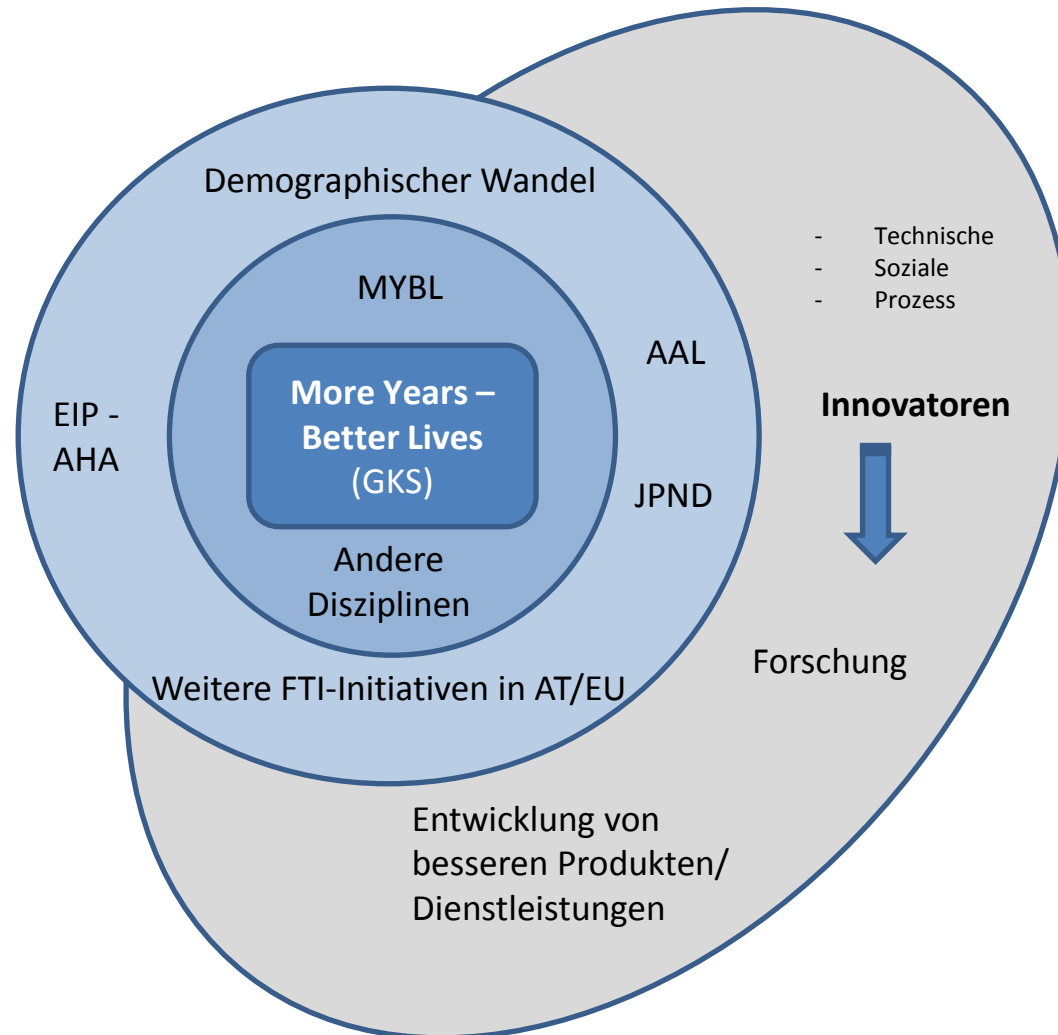 Demographischer Wandel
MYBL
More Years –
Better Lives
(GKS)
Andere
Disziplinen
EIP -
AHA
AAL
JPND
Weitere FTI-Initiativen in AT/EU
- Technische
- Soziale
- Prozess
Innovatoren
Forschung
Entwicklung von
besseren Produkten/
Dienstleistungen